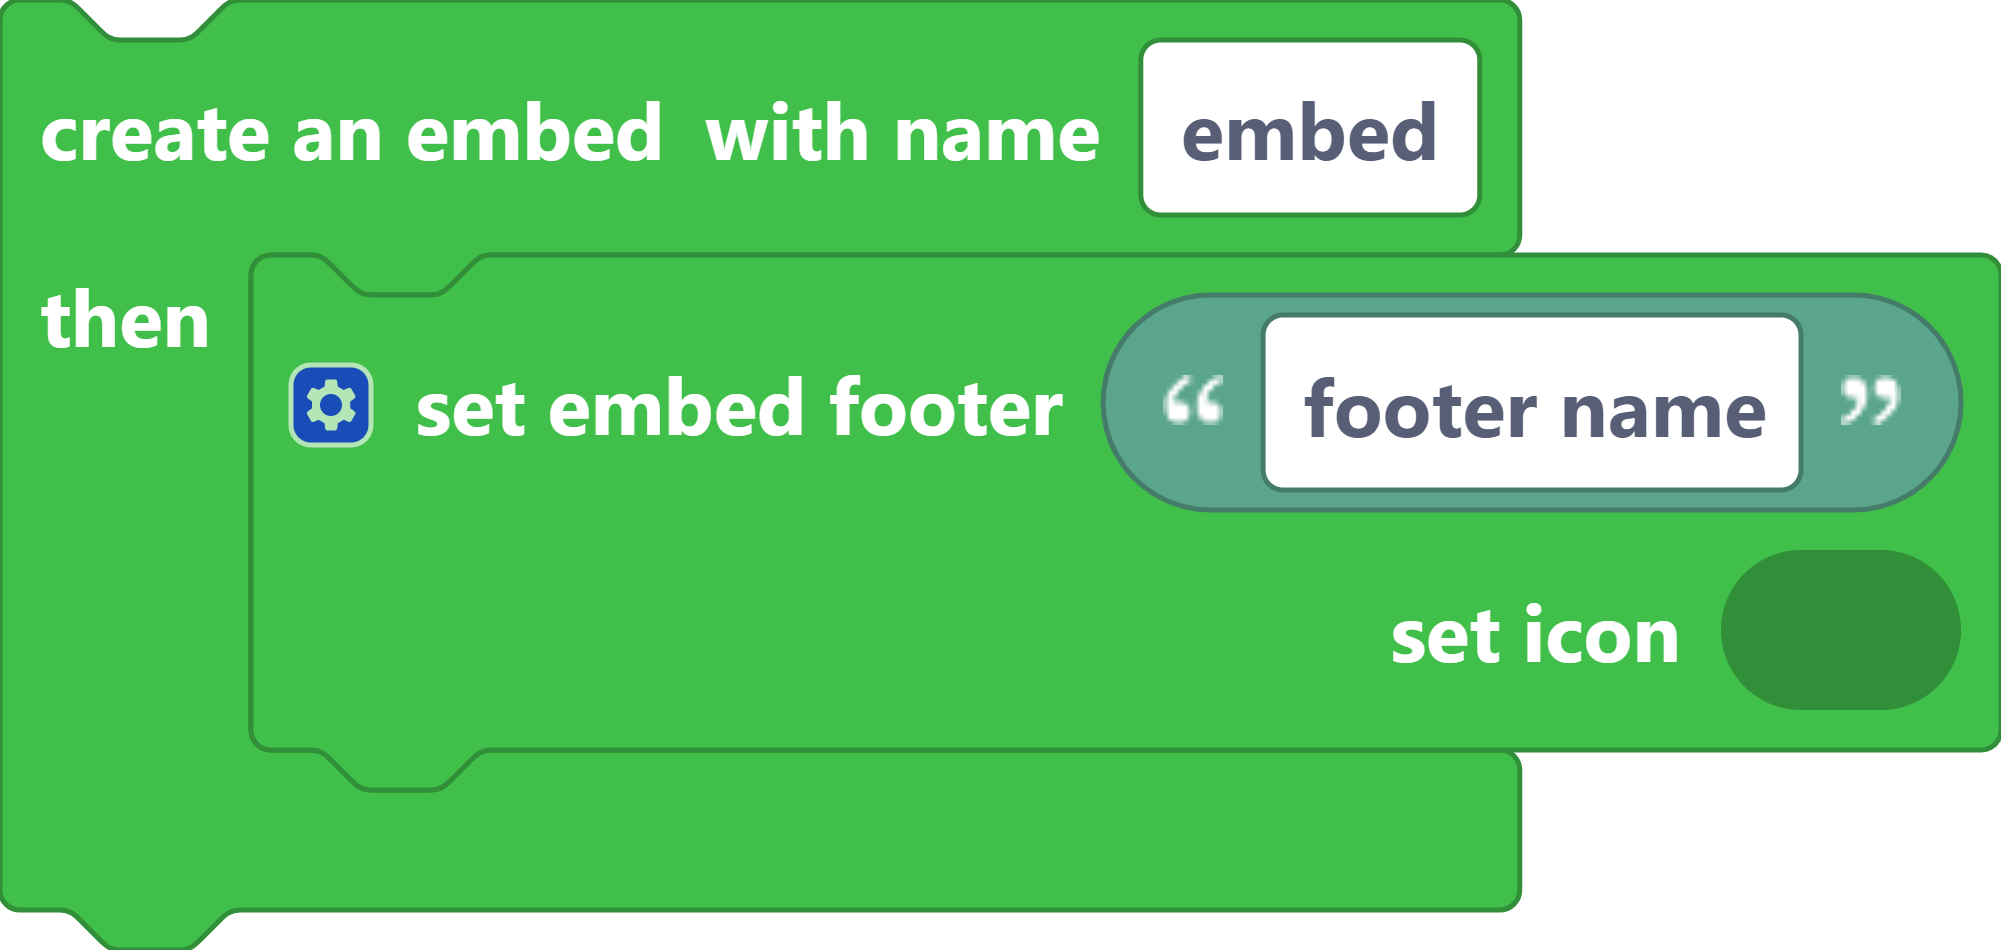 create an embed  with name embed
then
set embed footer “ footer name ”
set icon